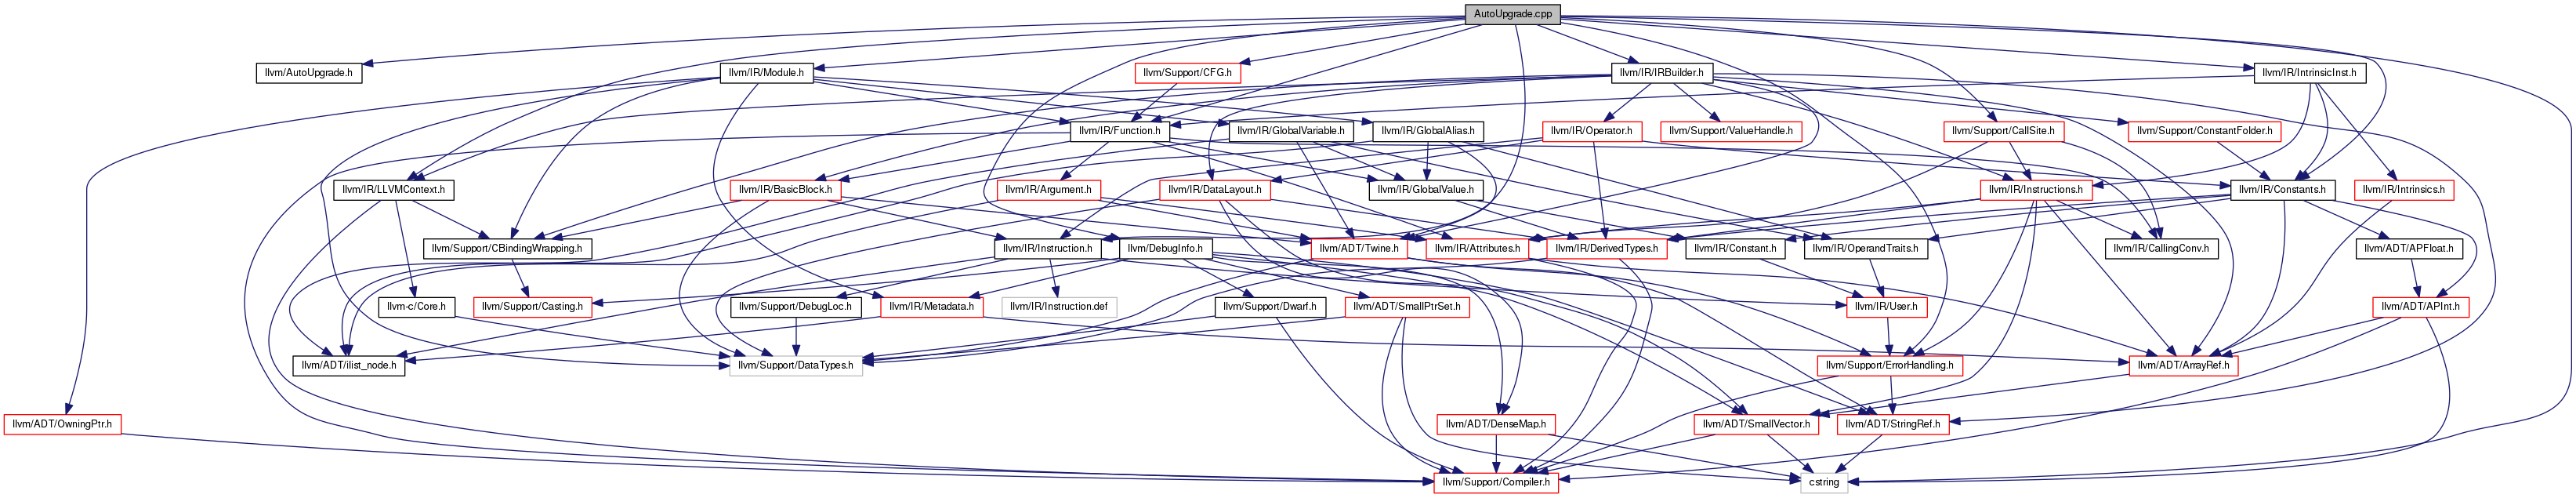 AutoUpgrade.cpp
llvm/AutoUpgrade.h
llvm/IR/Module.h
llvm/Support/CFG.h
llvm/IR/IRBuilder.h
llvm/IR/IntrinsicInst.h
llvm/IR/Function.h
llvm/IR/GlobalVariable.h
llvm/IR/GlobalAlias.h
llvm/IR/Operator.h
llvm/Support/ValueHandle.h
llvm/Support/CallSite.h
llvm/Support/ConstantFolder.h
llvm/IR/LLVMContext.h
llvm/IR/BasicBlock.h
llvm/IR/Argument.h
llvm/IR/DataLayout.h
llvm/IR/GlobalValue.h
llvm/IR/Instructions.h
llvm/IR/Constants.h
llvm/IR/Intrinsics.h
llvm/Support/CBindingWrapping.h
llvm/IR/Instruction.h
llvm/DebugInfo.h
llvm/ADT/Twine.h
llvm/IR/Attributes.h
llvm/IR/DerivedTypes.h
llvm/IR/Constant.h
llvm/IR/OperandTraits.h
llvm/IR/CallingConv.h
llvm/ADT/APFloat.h
llvm-c/Core.h
llvm/Support/Casting.h
llvm/Support/DebugLoc.h
llvm/IR/Metadata.h
llvm/IR/Instruction.def
llvm/Support/Dwarf.h
llvm/ADT/SmallPtrSet.h
llvm/IR/User.h
llvm/ADT/APInt.h
llvm/ADT/ilist_node.h
llvm/Support/DataTypes.h
llvm/Support/ErrorHandling.h
llvm/ADT/ArrayRef.h
llvm/ADT/OwningPtr.h
llvm/ADT/DenseMap.h
llvm/ADT/SmallVector.h
llvm/ADT/StringRef.h
llvm/Support/Compiler.h
cstring